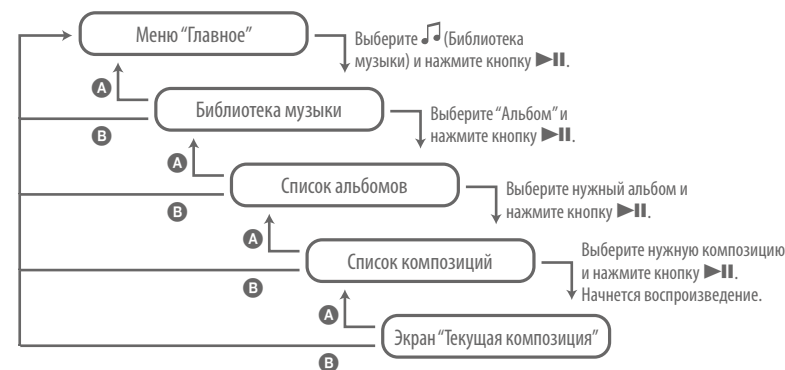 Меню “Главное”
Выберите ♫ (Библиотека
музыки) и нажмите кнопку ►II.
A
Библиотека музыки
B
Выберите “Альбом” и
нажмите кнопку ►II.
A
Список альбомов
B
Выберите нужный альбом и
нажмите кнопку ►II.
A
Список композиций
B
Выберите нужную композицию
и нажмите кнопку ►II.
Начнется воспроизведение.
A
Экран “Текущая композиция”
B